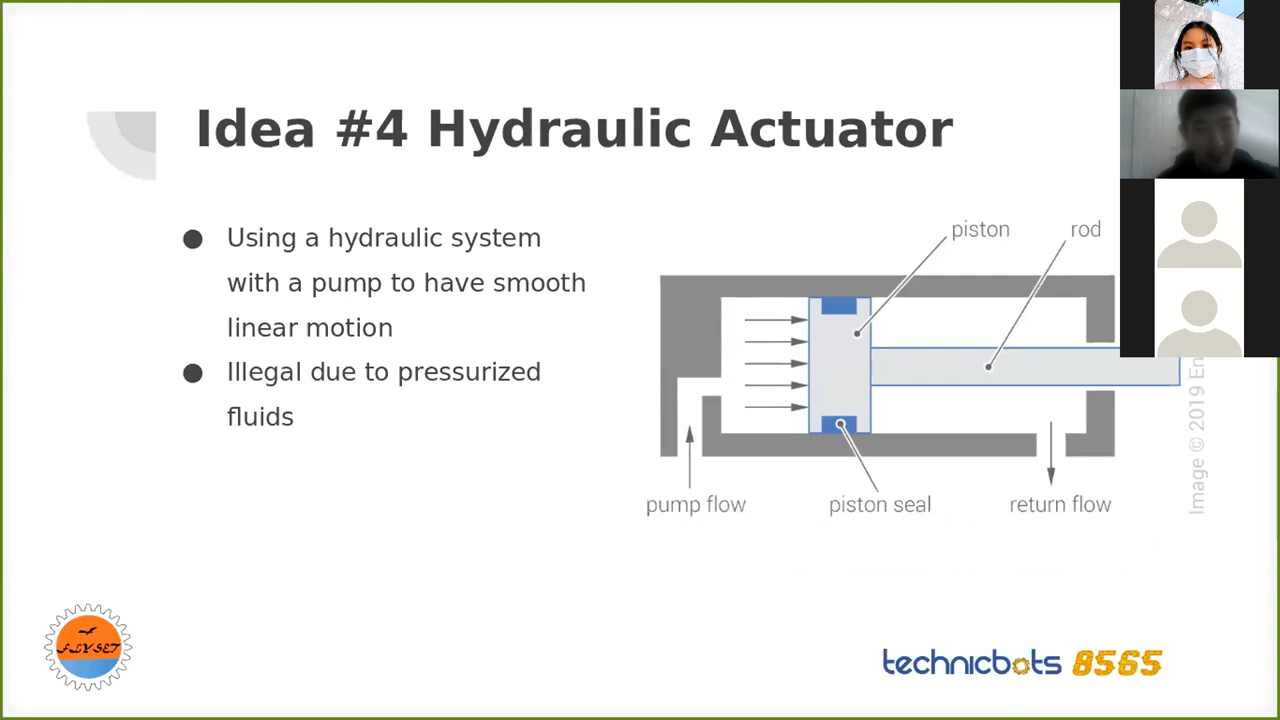 Idea #4 Hydraulic Actuator
● Using a hydraulic system
with a pump to have smooth
linear motion
● Illegal due to pressurized
fluids
piston
rod
pump flow
piston seal
return flow
Image © 2019 En
FLYSET
technicbots 8565